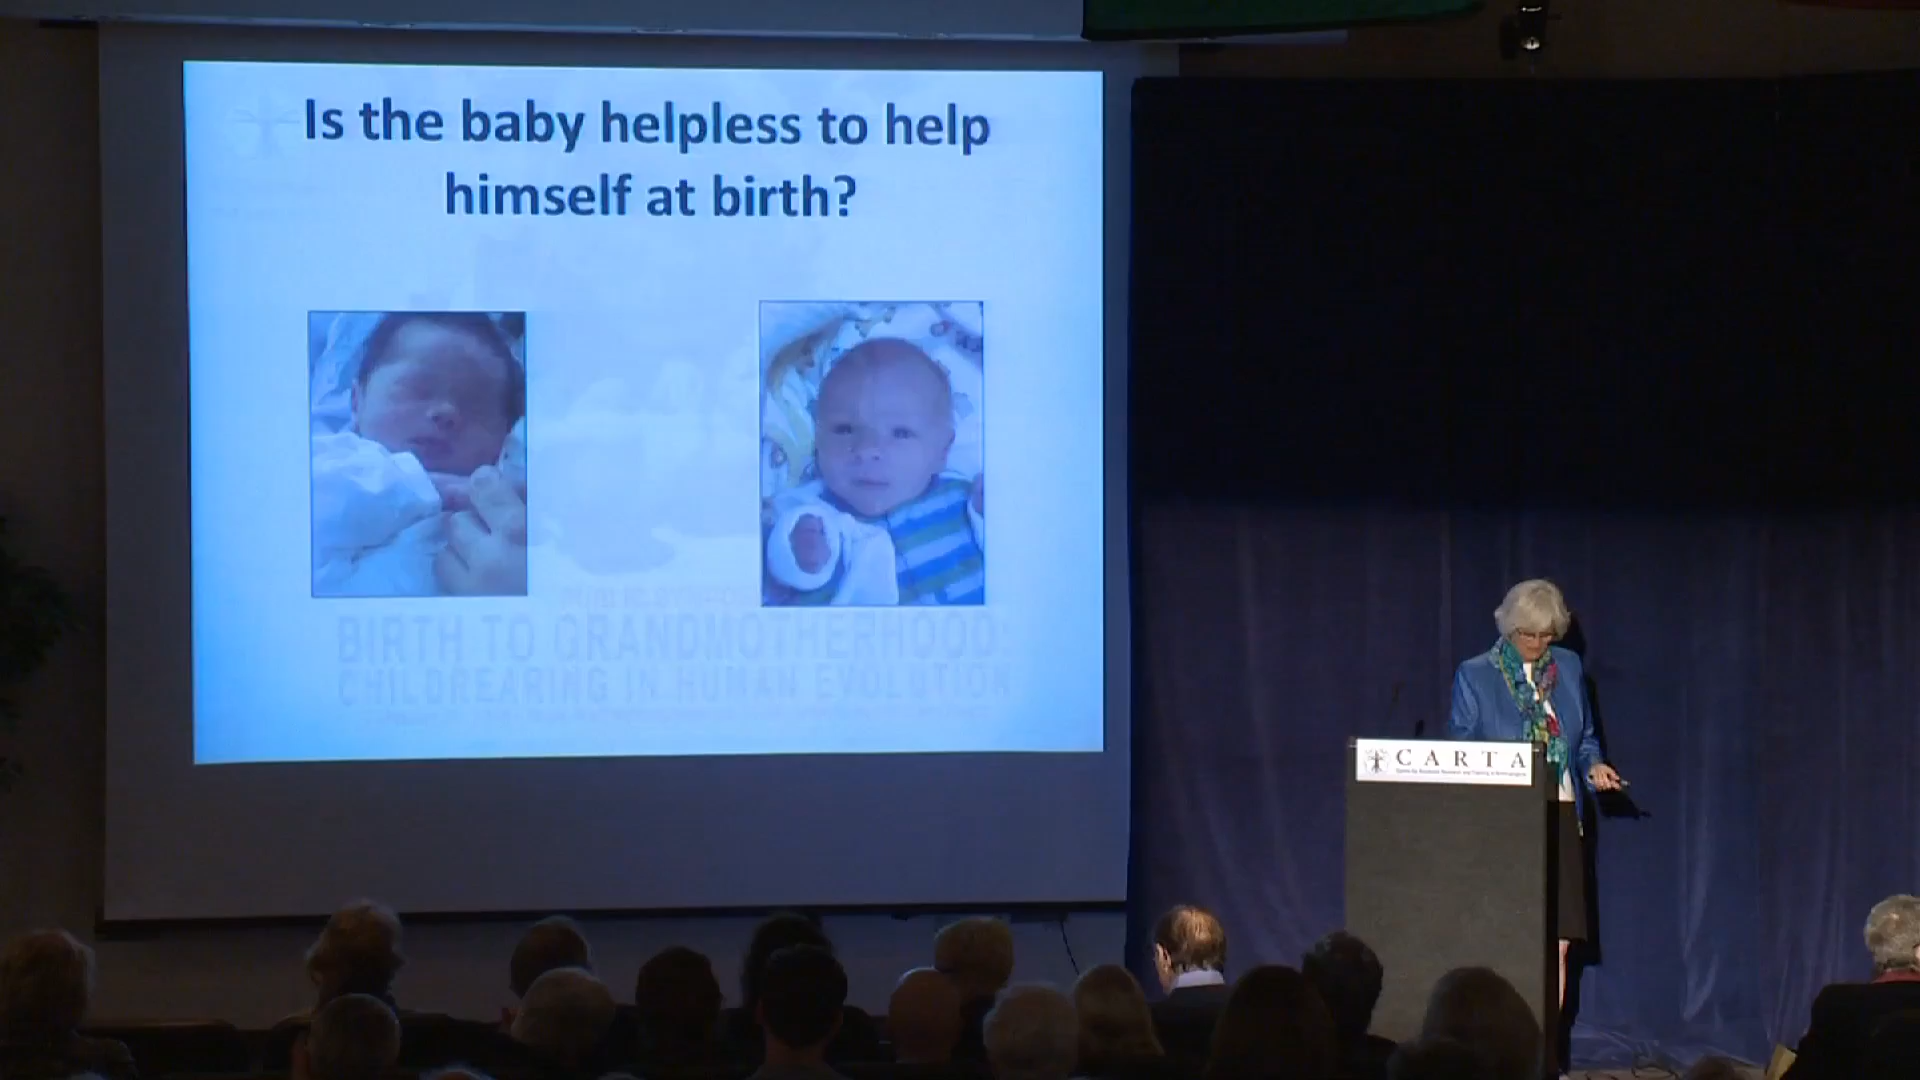 Is the baby helpless to help
himself at birth?
BIRTH TO GRANDMOTHERHOOD:
CHILDREARING IN HUMAN EVOLUTION
CARTA